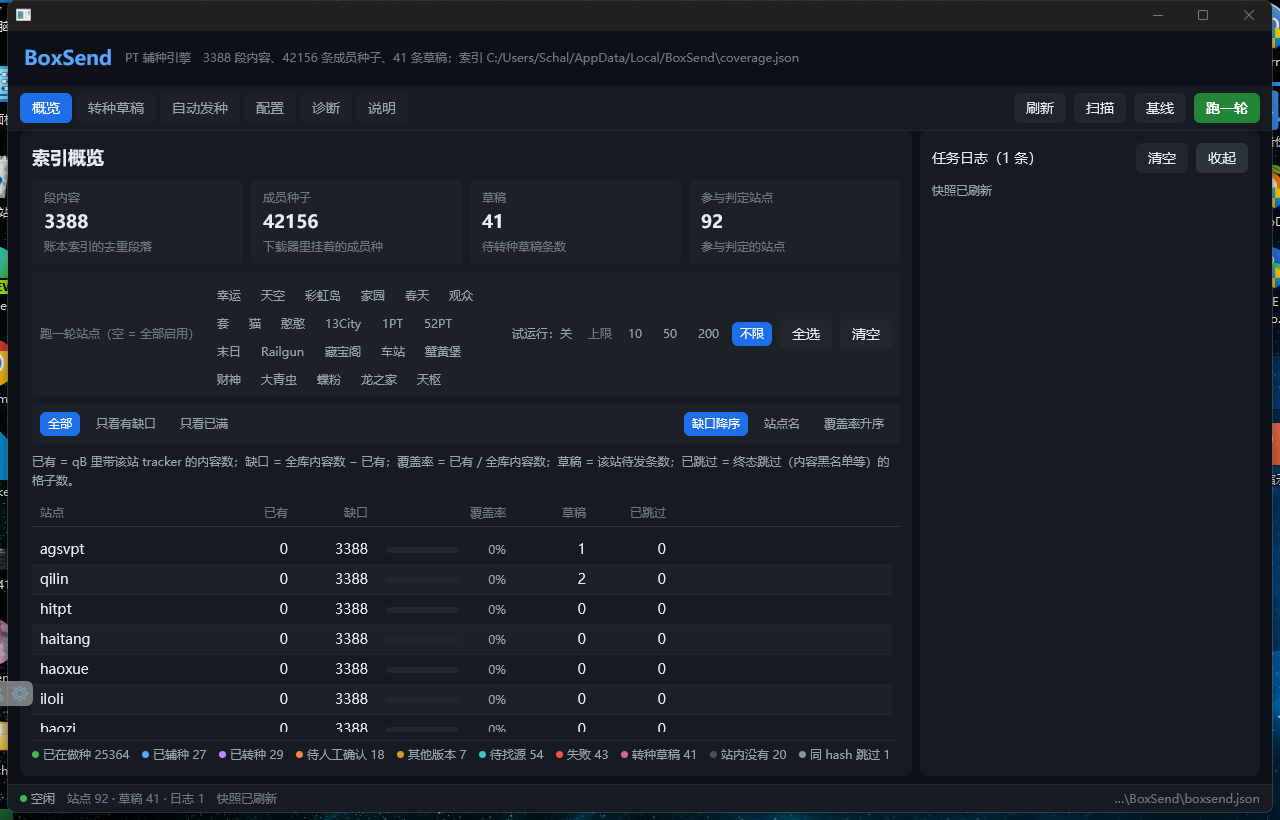 BoxSend PT 辅种引擎 3388 段内容、42156 条成员种子、41 条草稿；索引 C:/Users/Schal/AppData/Local/BoxSend\coverage.json
概览 转种草稿 自动发种 配置 诊断 说明 刷新 扫描 基线 跑一轮
索引概览
段内容 成员种子 草稿 参与判定站点
3388 42156 41 92
账本索引的去重段落 下载器里挂着的成员种 待转种草稿条数 参与判定的站点
跑一轮站点（空 = 全部启用）
幸运 天空 彩虹岛 家园 春天 观众
套 猫 憨憨 13City 1PT 52PT
末日 Railgun 藏宝阁 车站 蟹黄堡
财神 大青虫 蝶粉 龙之家 天枢
试运行：关 上限 10 50 200 不限 全选 清空
全部 只看有缺口 只看已满 缺口降序 站点名 覆盖率升序
已有 = qB 里带该站 tracker 的内容数；缺口 = 全库内容数 − 已有；覆盖率 = 已有 / 全库内容数；草稿 = 该站待发条数；已跳过 = 终态跳过（内容黑名单等）的
格子数。
站点 已有 缺口 覆盖率 草稿 已跳过
agsvpt 0 3388 0% 1 0
qilin 0 3388 0% 2 0
hitpt 0 3388 0% 0 0
haitang 0 3388 0% 0 0
haoxue 0 3388 0% 0 0
iloli 0 3388 0% 0 0
baozi 0 3388 0% 0 0
已在做种 25364 已辅种 27 已转种 29 待人工确认 18 其他版本 7 待找源 54 失败 43 转种草稿 41 站内没有 20 同 hash 跳过 1
任务日志（1 条） 清空 收起
快照已刷新
空闲 站点 92 · 草稿 41 · 日志 1 快照已刷新 ...\BoxSend\boxsend.json